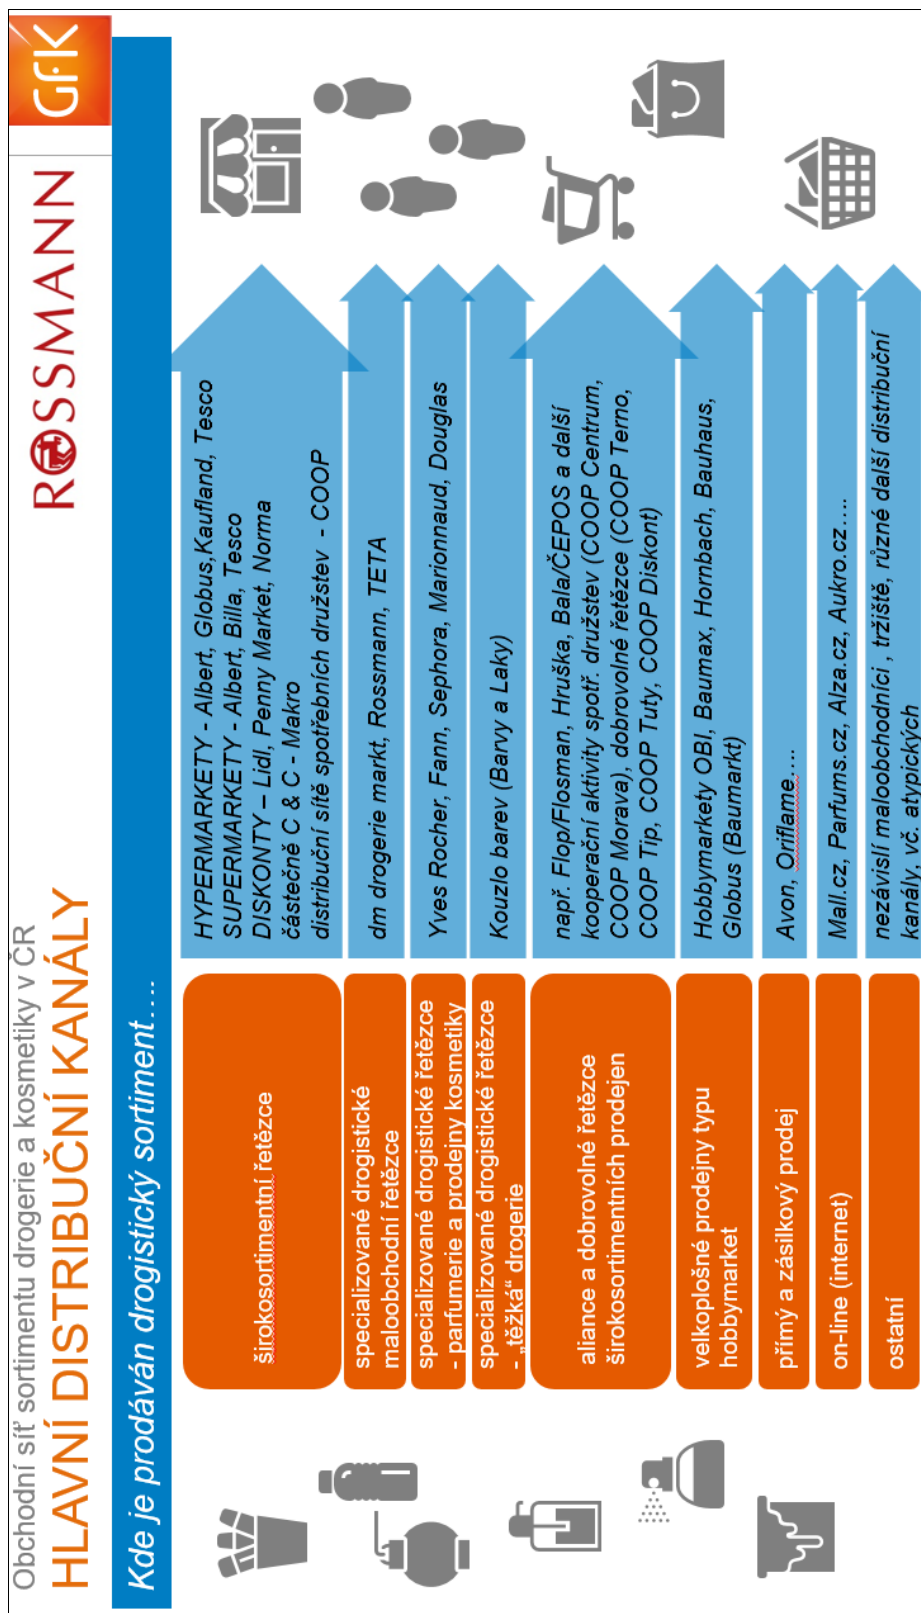 Obchodní síť sortimentu drogerie a kosmetiky v ČR
HLAVNÍ DISTRIBUČNÍ KANÁLY
ROSSMANN
GfK
Kde je prodáván drogistický sortiment….
širokosortimentní řetězce
HYPERMARKETY - Albert, Globus,Kaufland, Tesco
SUPERMARKETY - Albert, Billa, Tesco
DISKONTY – Lidl, Penny Market, Norma
částečně C & C - Makro
distribuční sítě spotřebních družstev - COOP
specializované drogistické
maloobchodní řetězce
dm drogerie markt, Rossmann, TETA
specializované drogistické řetězce
- parfumerie a prodejny kosmetiky
Yves Rocher, Fann, Sephora, Marionnaud, Douglas
specializované drogistické řetězce
- „těžká“ drogerie
Kouzlo barev (Barvy a Laky)
aliance a dobrovolné řetězce
širokosortimentních prodejen
např. Flop/Flosman, Hruška, Bala/ČEPOS a další
kooperační aktivity spotř. družstev (COOP Centrum,
COOP Morava), dobrovolné řetězce (COOP Terno,
COOP Tip, COOP Tuty, COOP Diskont)
velkoplošné prodejny typu
hobbymarket
Hobbymarkety OBI, Baumax, Hornbach, Bauhaus,
Globus (Baumarkt)
přímý a zásilkový prodej
Avon, Oriflame….
on-line (internet)
Mall.cz, Parfums.cz, Alza.cz, Aukro.cz….
ostatní
nezávislí maloobchodníci , tržiště, různé další distribuční
kanály, vč. atypických